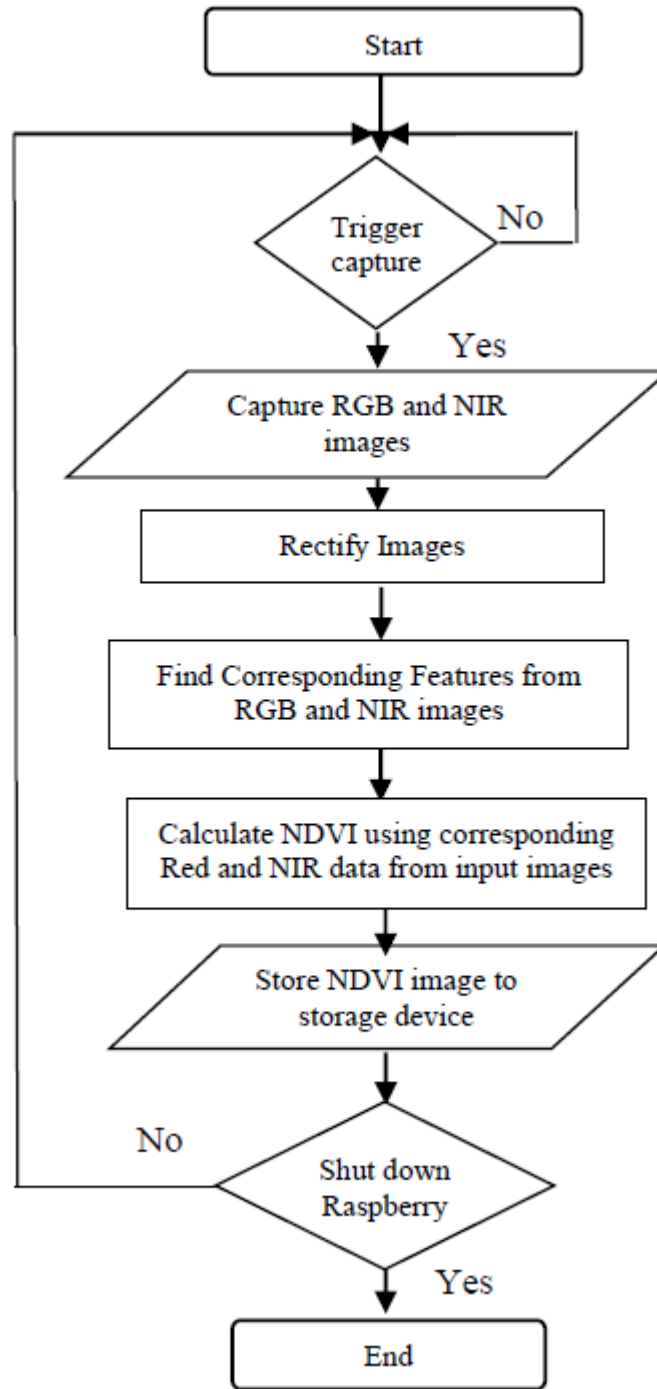 Start
Trigger
capture
No
Yes
Capture RGB and NIR
images
Rectify Images
Find Corresponding Features from
RGB and NIR images
Calculate NDVI using corresponding
Red and NIR data from input images
Store NDVI image to
storage device
No
Shut down
Raspberry
Yes
End